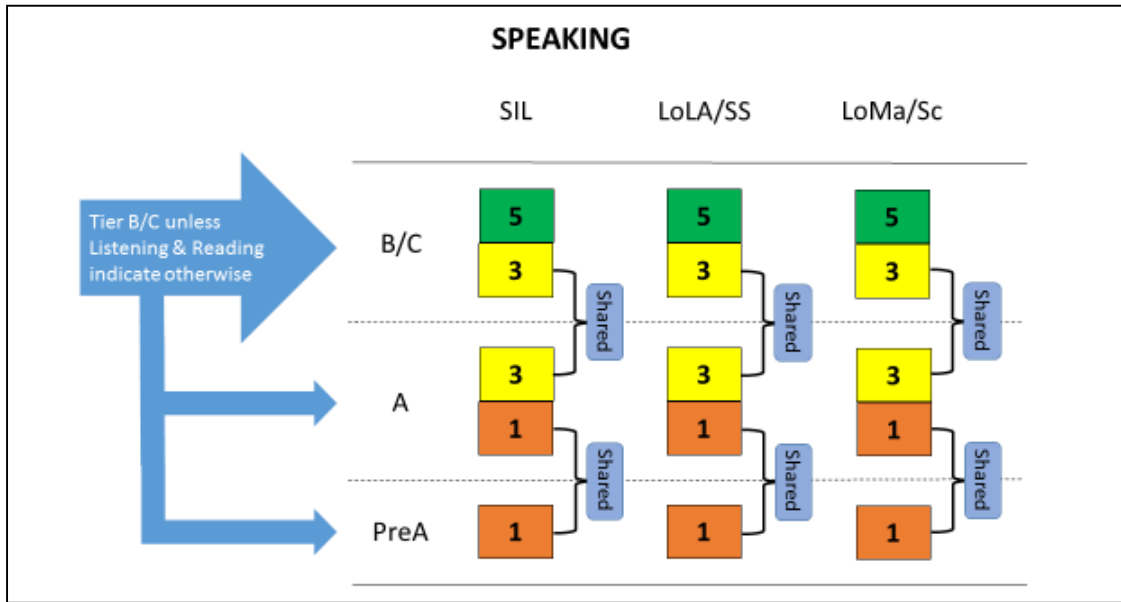 SPEAKING
SIL LoLA/SS LoMa/Sc
Tier B/C unless
Listening & Reading
indicate otherwise
B/C
5 5 5
3 3 3
Shared Shared Shared
A
3 3 3
1 1 1
Shared Shared Shared
PreA
1 1 1